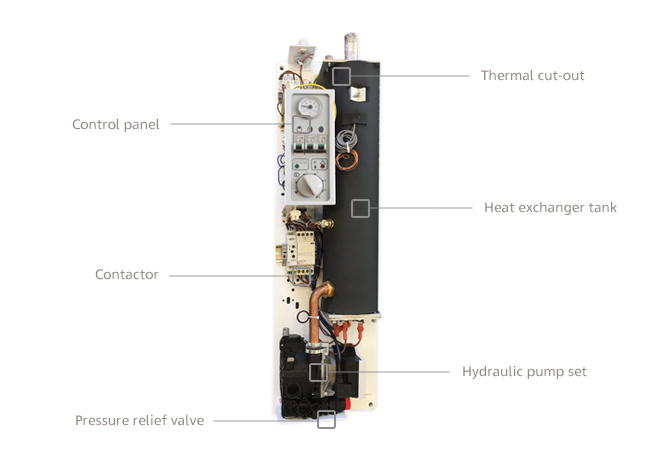 Thermal cut-out
Control panel
Heat exchanger tank
Contactor
Hydraulic pump set
Pressure relief valve